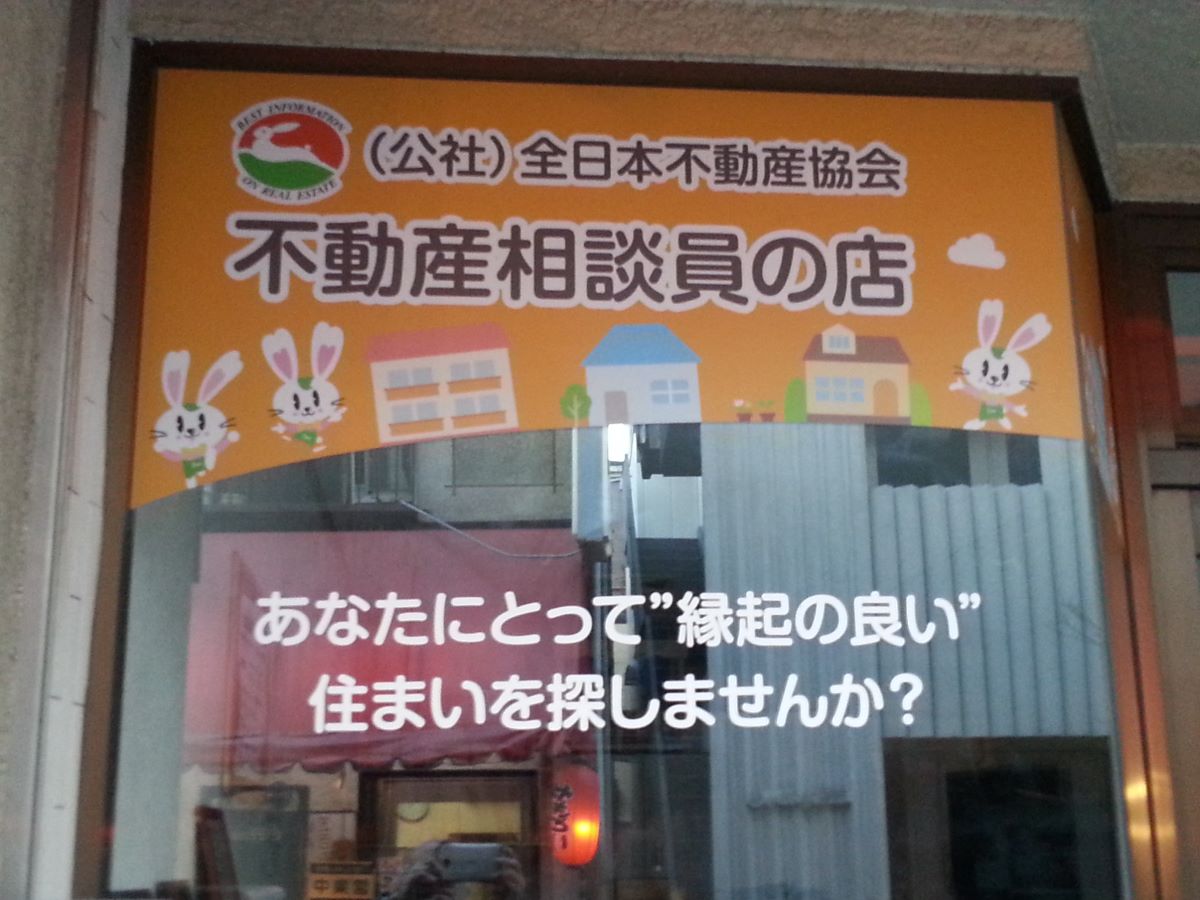 BEST INFORMATION
ON REAL ESTATE
(公社)全日本不動産協会
不動産相談員の店
あなたにとって”縁起の良い”
住まいを探しませんか?